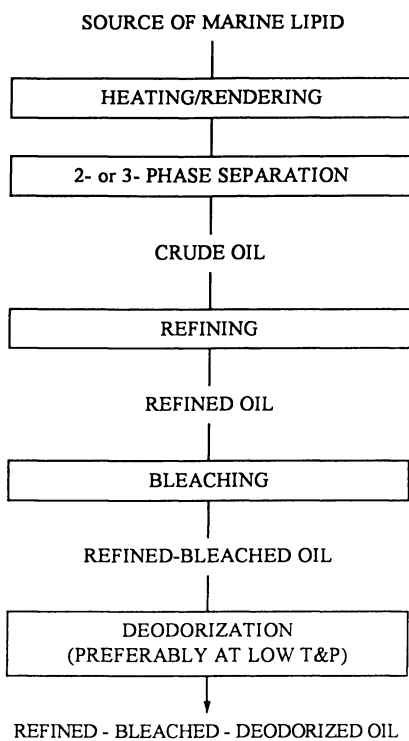 SOURCE OF MARINE LIPID
HEATING/RENDERING
2- or 3- PHASE SEPARATION
CRUDE OIL
REFINING
REFINED OIL
BLEACHING
REFINED-BLEACHED OIL
DEODORIZATION
(PREFERABLY AT LOW T&P)
REFINED - BLEACHED - DEODORIZED OIL